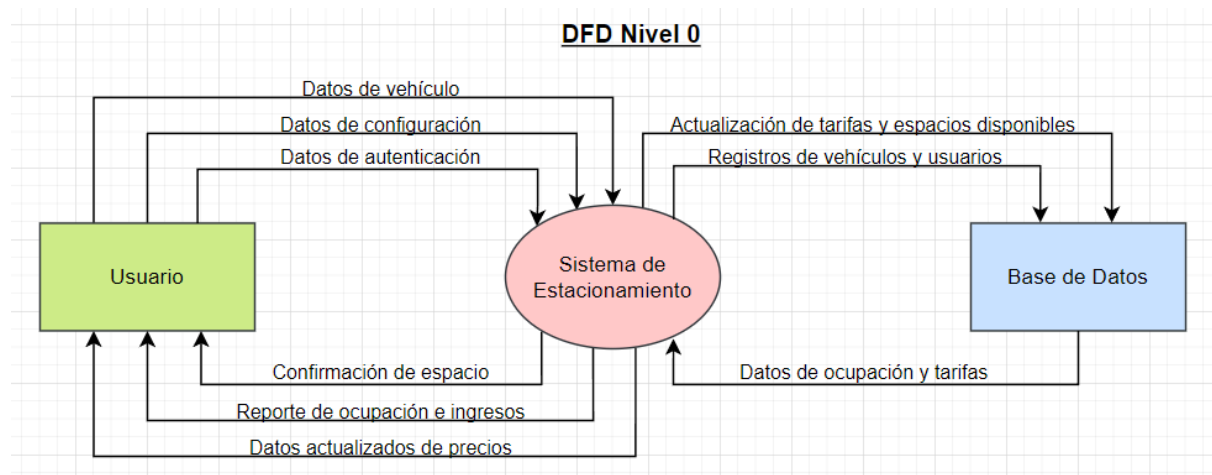 DFD Nivel 0
Datos de vehículo
Datos de configuración
Datos de autenticación
Actualización de tarifas y espacios disponibles
Registros de vehículos y usuarios
Usuario
Sistema de
Estacionamiento
Base de Datos
Confirmación de espacio
Reporte de ocupación e ingresos
Datos actualizados de precios
Datos de ocupación y tarifas